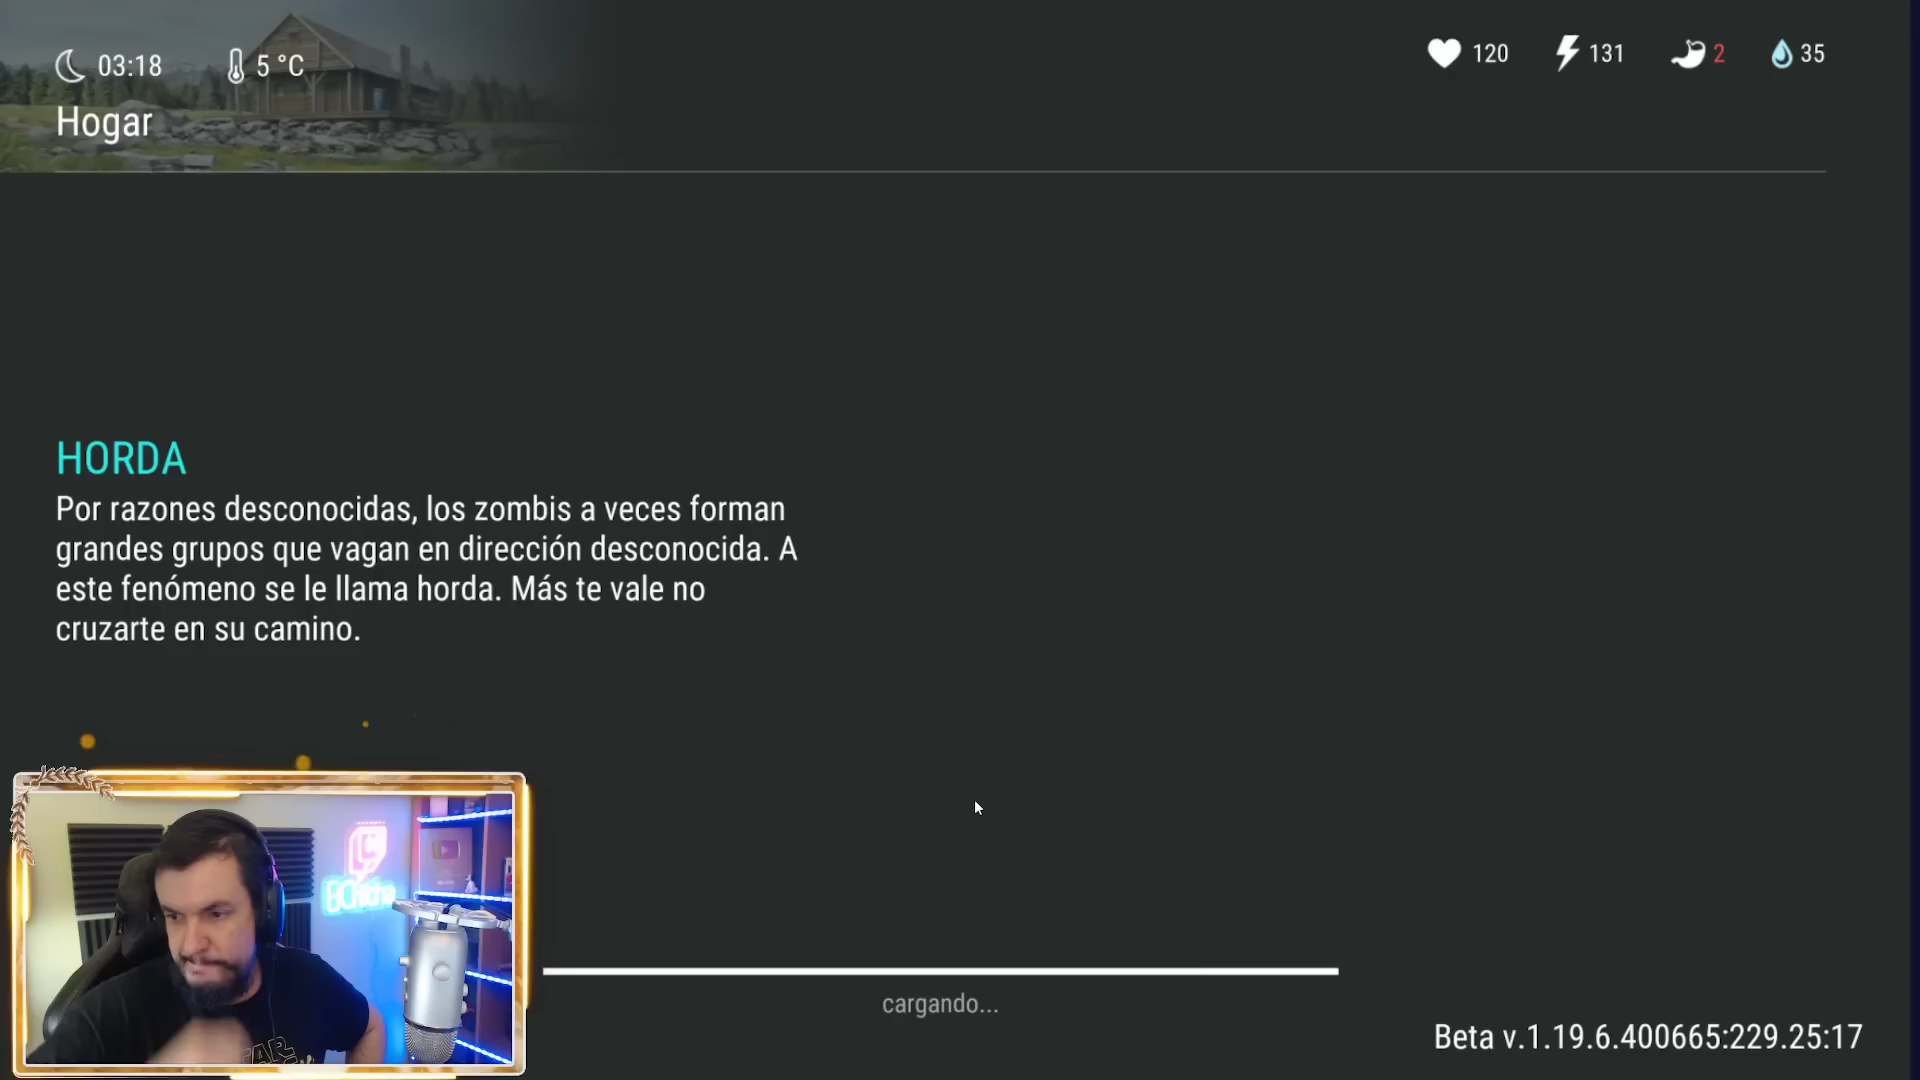 03:18
5 °C
120
131
2
35
Hogar
HORDA
Por razones desconocidas, los zombis a veces forman
grandes grupos que vagan en dirección desconocida. A
este fenómeno se le llama horda. Más te vale no
cruzarte en su camino.
cargando...
Beta v.1.19.6.400665:229.25:17